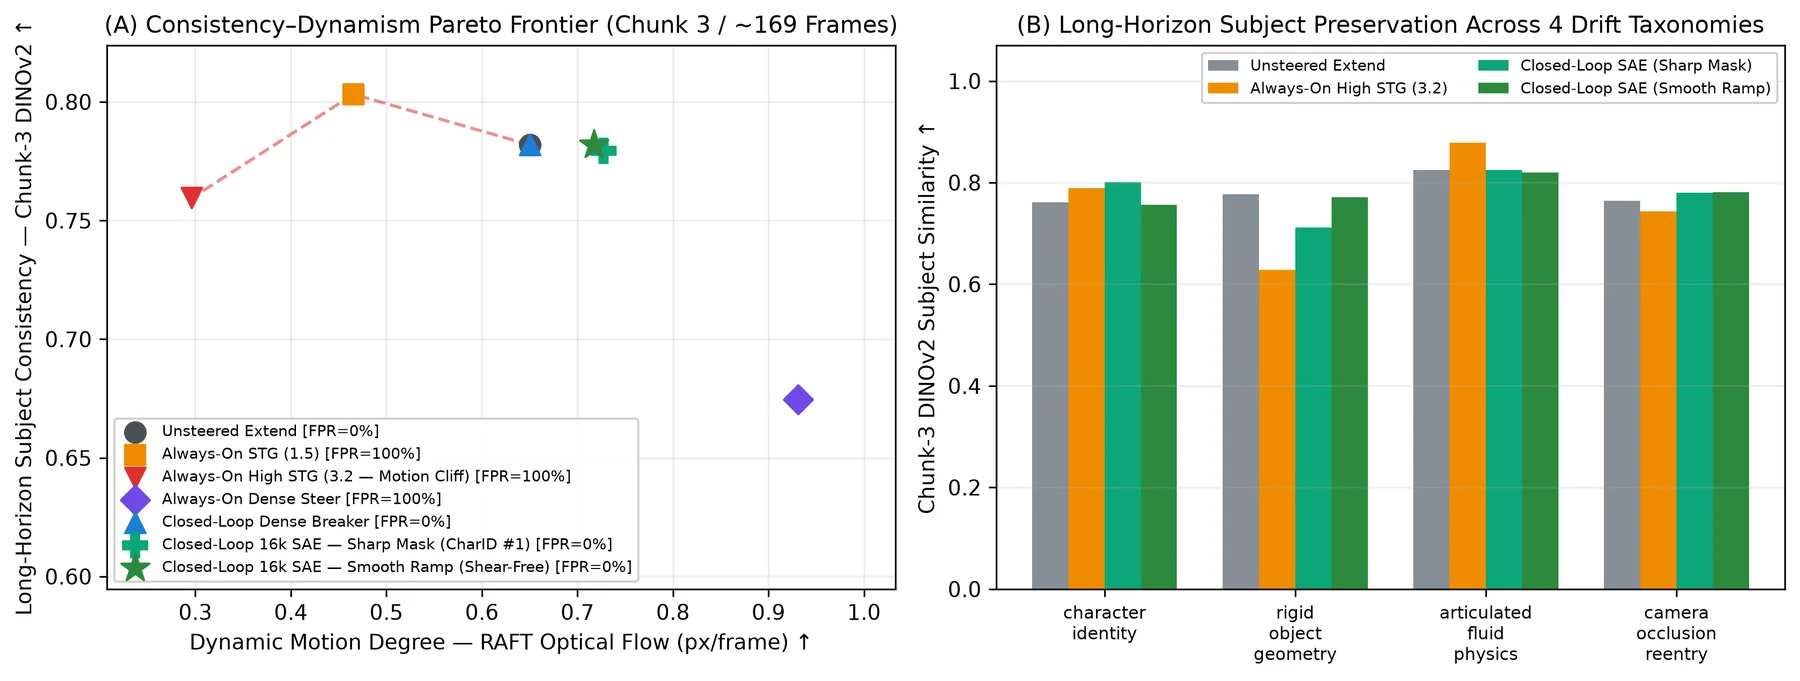 (A) Consistency–Dynamism Pareto Frontier (Chunk 3 / ~169 Frames)
Long-Horizon Subject Consistency — Chunk-3 DINOv2 ↑
0.80
0.75
0.70
0.65
0.60
Unsteered Extend [FPR=0%]
Always-On STG (1.5) [FPR=100%]
Always-On High STG (3.2 — Motion Cliff) [FPR=100%]
Always-On Dense Steer [FPR=100%]
Closed-Loop Dense Breaker [FPR=0%]
Closed-Loop 16k SAE — Sharp Mask (CharID #1) [FPR=0%]
Closed-Loop 16k SAE — Smooth Ramp (Shear-Free) [FPR=0%]
0.3 0.4 0.5 0.6 0.7 0.8 0.9 1.0
Dynamic Motion Degree — RAFT Optical Flow (px/frame) ↑
(B) Long-Horizon Subject Preservation Across 4 Drift Taxonomies
Chunk-3 DINOv2 Subject Similarity ↑
1.0
0.8
0.6
0.4
0.2
0.0
Unsteered Extend
Always-On High STG (3.2)
Closed-Loop SAE (Sharp Mask)
Closed-Loop SAE (Smooth Ramp)
character
identity
rigid
object
geometry
articulated
fluid
physics
camera
occlusion
reentry